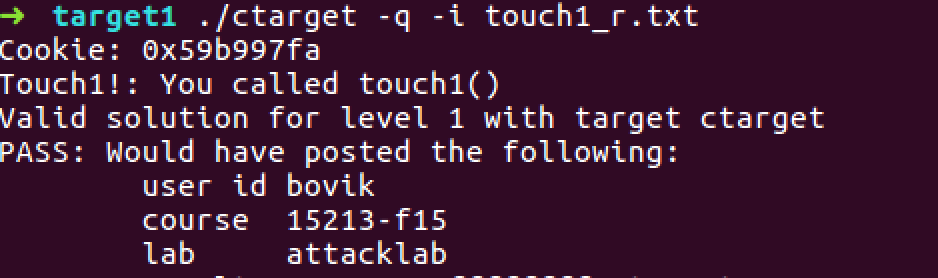 ➜ target1 ./ctarget -q -i touch1_r.txt
Cookie: 0x59b997fa
Touch1!: You called touch1()
Valid solution for level 1 with target ctarget
PASS: Would have posted the following:
user id bovik
course 15213-f15
lab attacklab